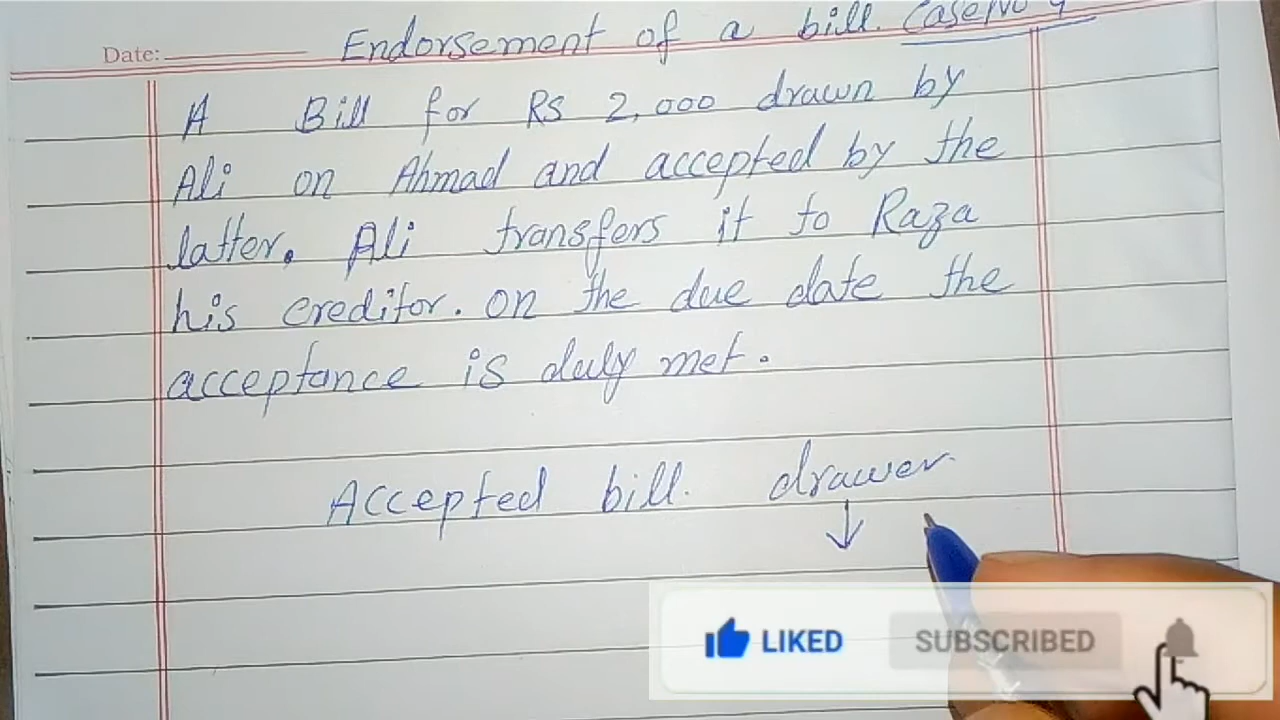 Endorsement of a bill. Case No
Date:
A Bill for RS 2,000 drawn by
Ali on Ahmad and accepted by the
latter. Ali transfers it to Raza
his creditor. on the due date the
acceptance is duly met.
Accepted bill. drawer
LIKED SUBSCRIBED